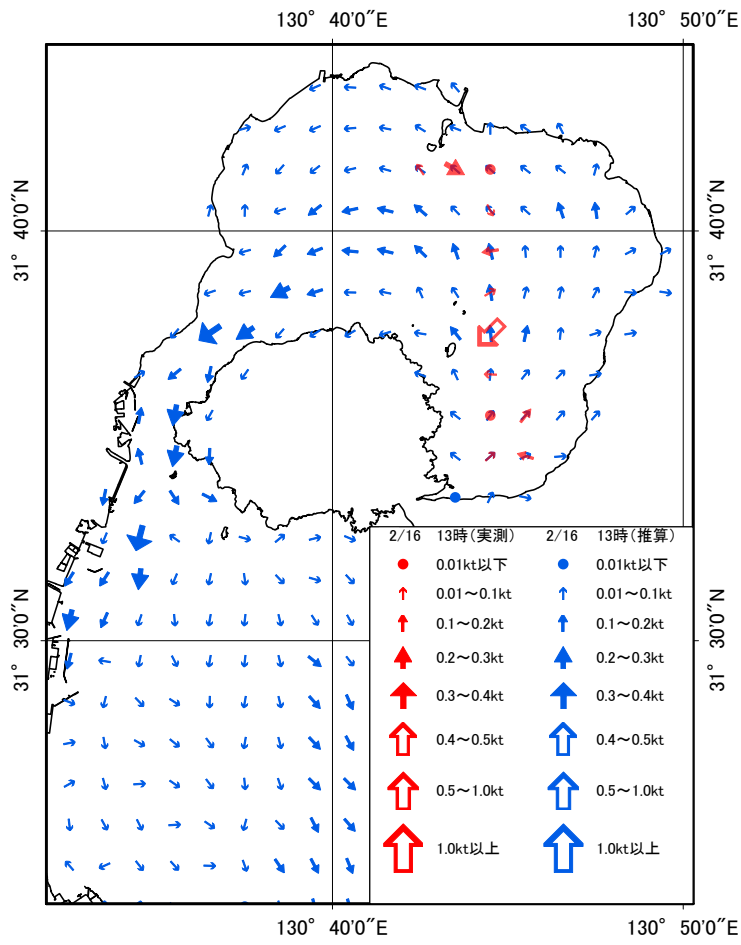 130° 40'0"E 130° 50'0"E
31° 40'0"N 31° 40'0"N
2/16 13時(実測) 2/16 13時(推算)
0.01kt以下 0.01kt以下
0.01～0.1kt 0.01～0.1kt
0.1～0.2kt 0.1～0.2kt
0.2～0.3kt 0.2～0.3kt
0.3～0.4kt 0.3～0.4kt
0.4～0.5kt 0.4～0.5kt
0.5～1.0kt 0.5～1.0kt
1.0kt以上 1.0kt以上
31° 30'0"N 31° 30'0"N
130° 40'0"E 130° 50'0"E